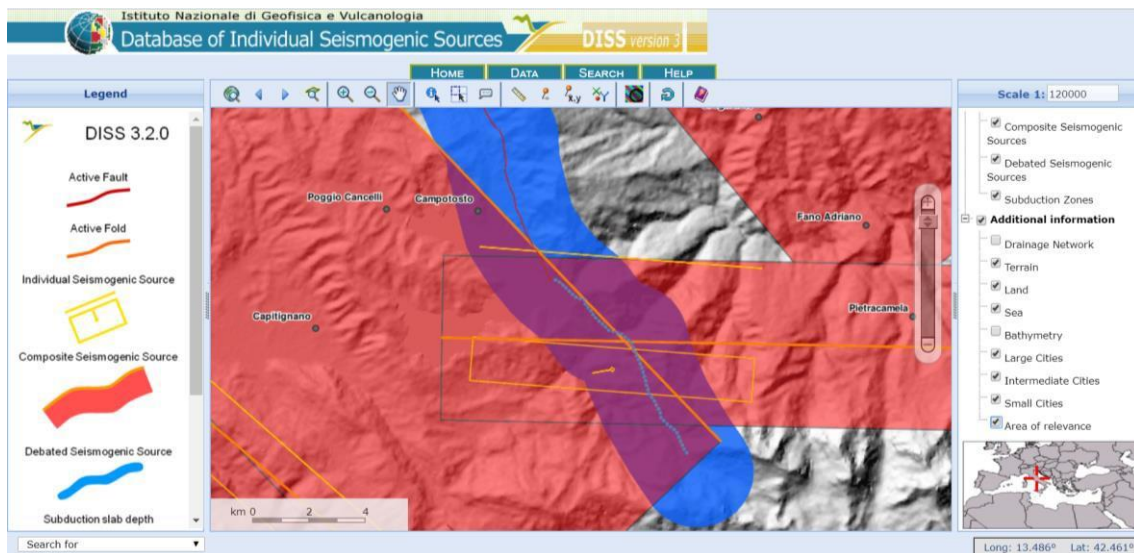 Istituto Nazionale di Geofisica e Vulcanologia
Database of Individual Seismogenic Sources
DISS version 3
HOME DATA SEARCH HELP
Legend
Scale 1: 120000
DISS 3.2.0
Active Fault
Active Fold
Individual Seismogenic Source
Composite Seismogenic Source
Debated Seismogenic Source
Subduction slab depth
Search for
Poggio Cancelli
Campotosto
Fano Adriano
Capitignano
Pietracamela
km 0 2 4
Composite Seismogenic
Sources
Debated Seismogenic
Sources
Subduction Zones
Additional information
Drainage Network
Terrain
Land
Sea
Bathymetry
Large Cities
Intermediate Cities
Small Cities
Area of relevance
Long: 13.486° Lat: 42.461°